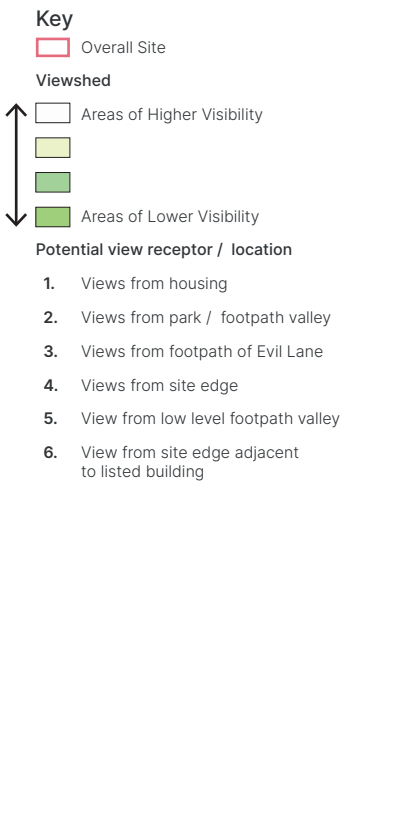 Key
Overall Site
Viewshed
Areas of Higher Visibility
Areas of Lower Visibility
Potential view receptor / location
1. Views from housing
2. Views from park / footpath valley
3. Views from footpath of Evil Lane
4. Views from site edge
5. View from low level footpath valley
6. View from site edge adjacent
to listed building